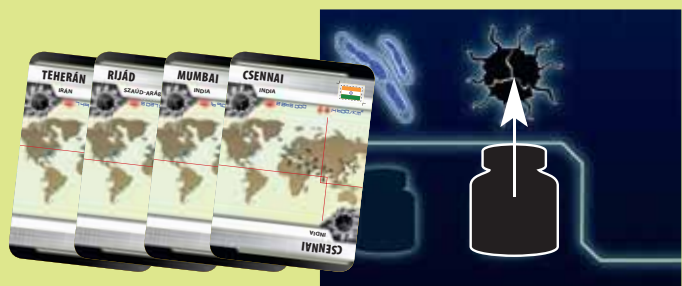 TEHERÁN
IRÁN
RIJÁD
SZAÚD-ARÁB
MUMBAI
INDIA
CSENNAI
INDIA
INDIA
CSENNAI